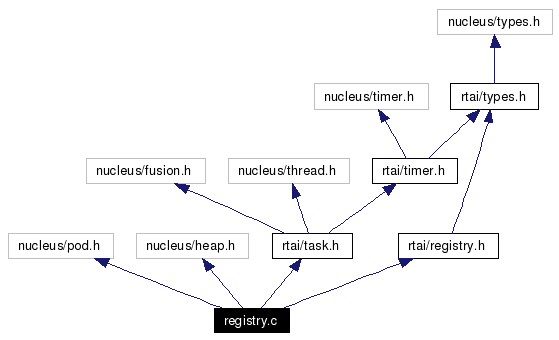 nucleus/types.h
nucleus/timer.h
rtai/types.h
nucleus/fusion.h
nucleus/thread.h
rtai/timer.h
nucleus/pod.h
nucleus/heap.h
rtai/task.h
rtai/registry.h
registry.c